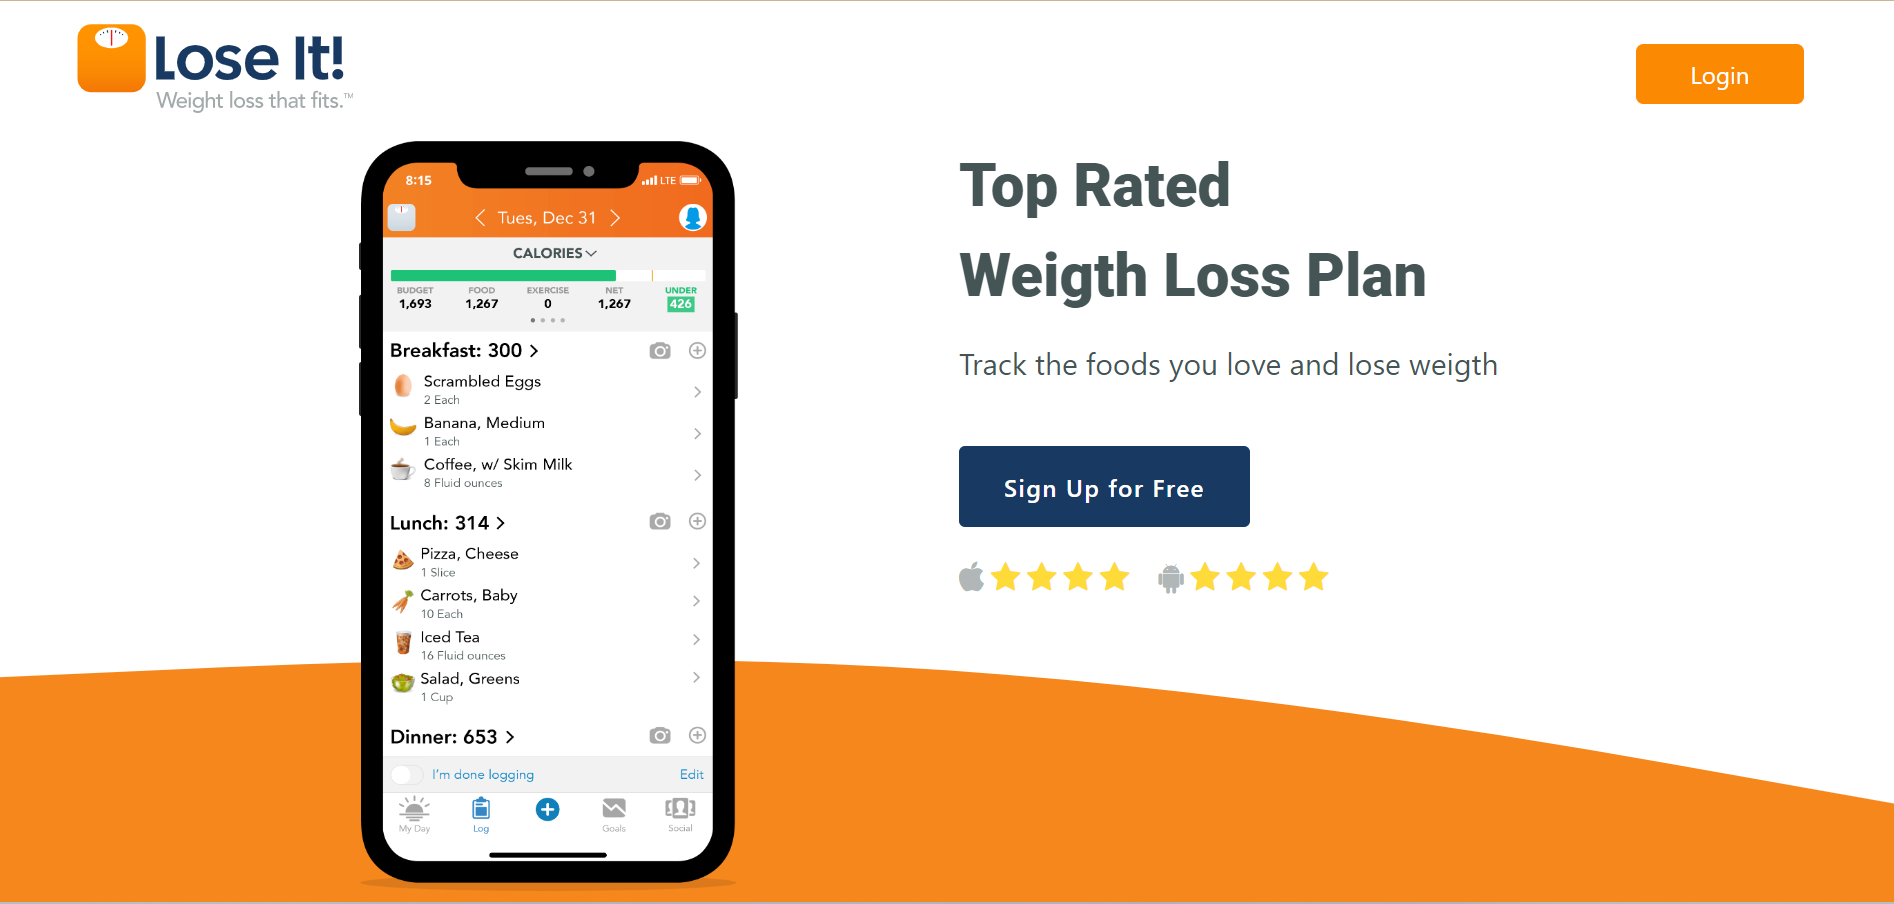 Lose It!
Weight loss that fits.™
Login
8:15
LTE
Tues, Dec 31
CALORIES
BUDGET FOOD EXERCISE NET UNDER
1,693 1,267 0 1,267 426
Breakfast: 300
Scrambled Eggs
2 Each
Banana, Medium
1 Each
Coffee, w/ Skim Milk
8 Fluid ounces
Lunch: 314
Pizza, Cheese
1 Slice
Carrots, Baby
10 Each
Iced Tea
16 Fluid ounces
Salad, Greens
1 Cup
Dinner: 653
I'm done logging Edit
My Day Log Goals Social
Top Rated
Weigth Loss Plan
Track the foods you love and lose weigth
Sign Up for Free